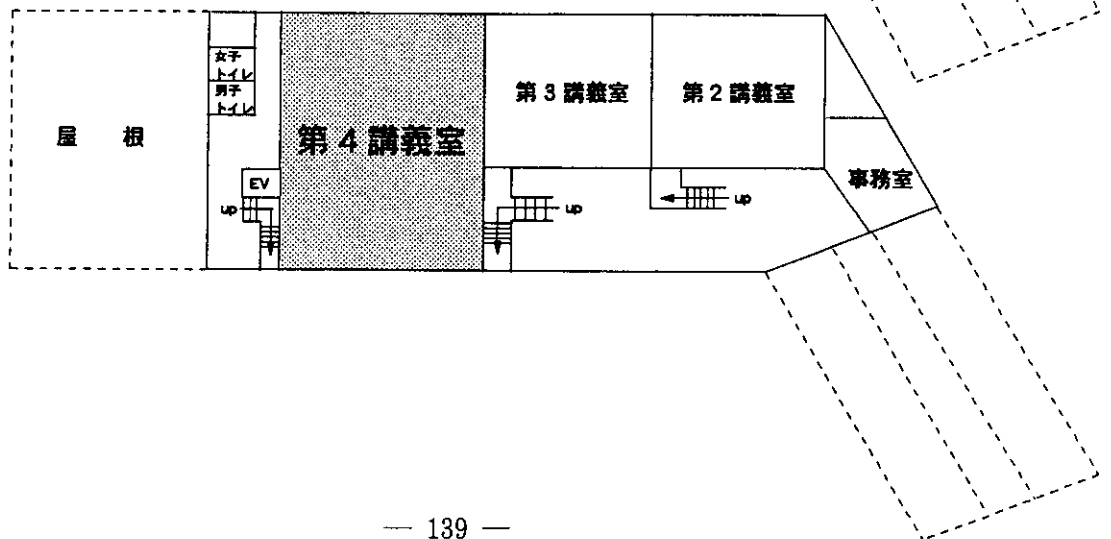 女子
トイレ
男子
トイレ
屋 根
第4講義室
第3講義室
第2講義室
事務室
EV
up
up
up
— 139 —